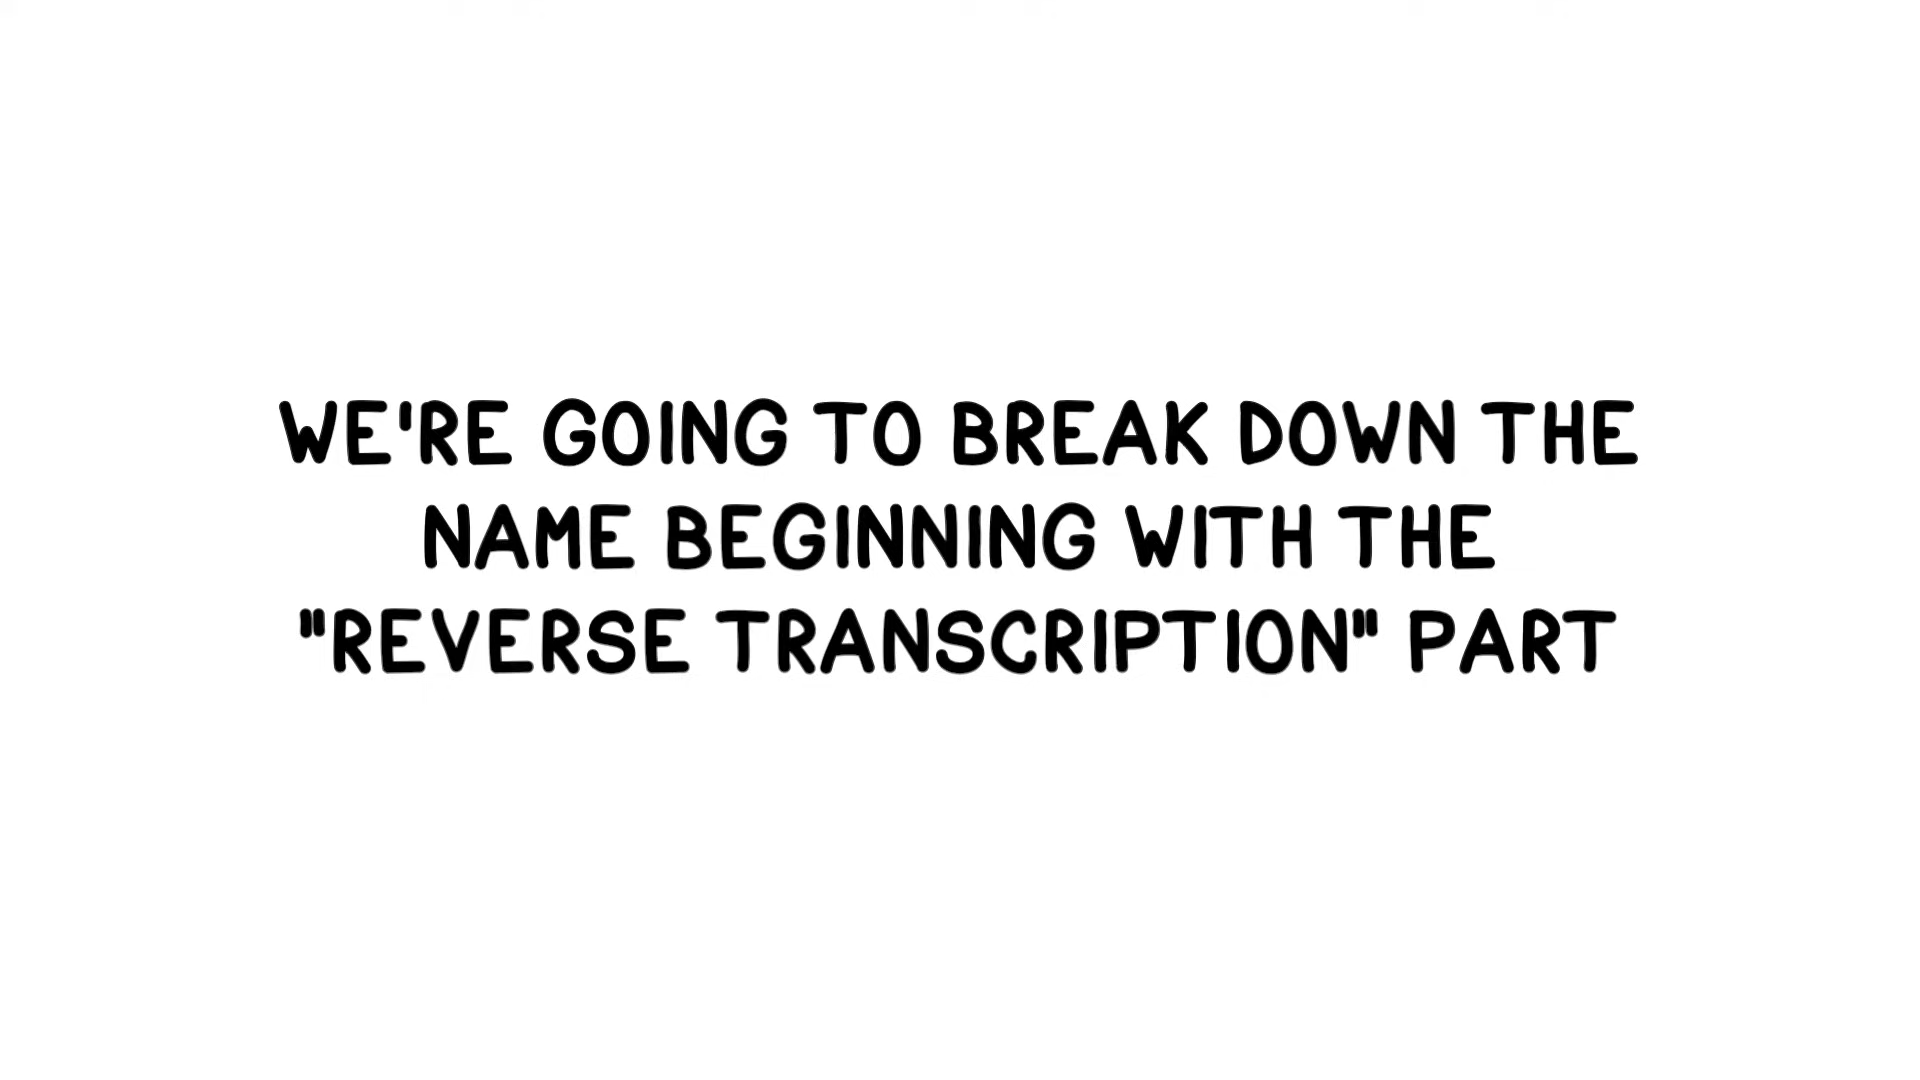 WE'RE GOING TO BREAK DOWN THE
NAME BEGINNING WITH THE
"REVERSE TRANSCRIPTION" PART